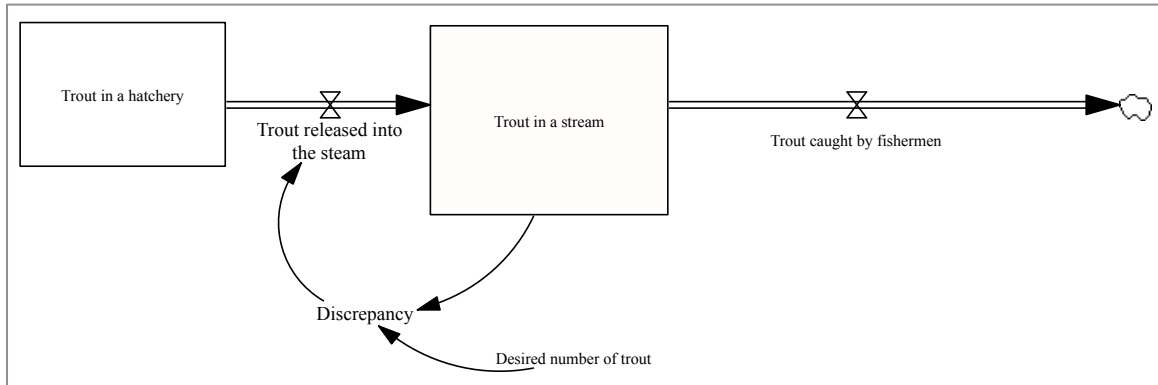 Trout in a hatchery
Trout released into
the steam
Trout in a stream
Trout caught by fishermen
Discrepancy
Desired number of trout